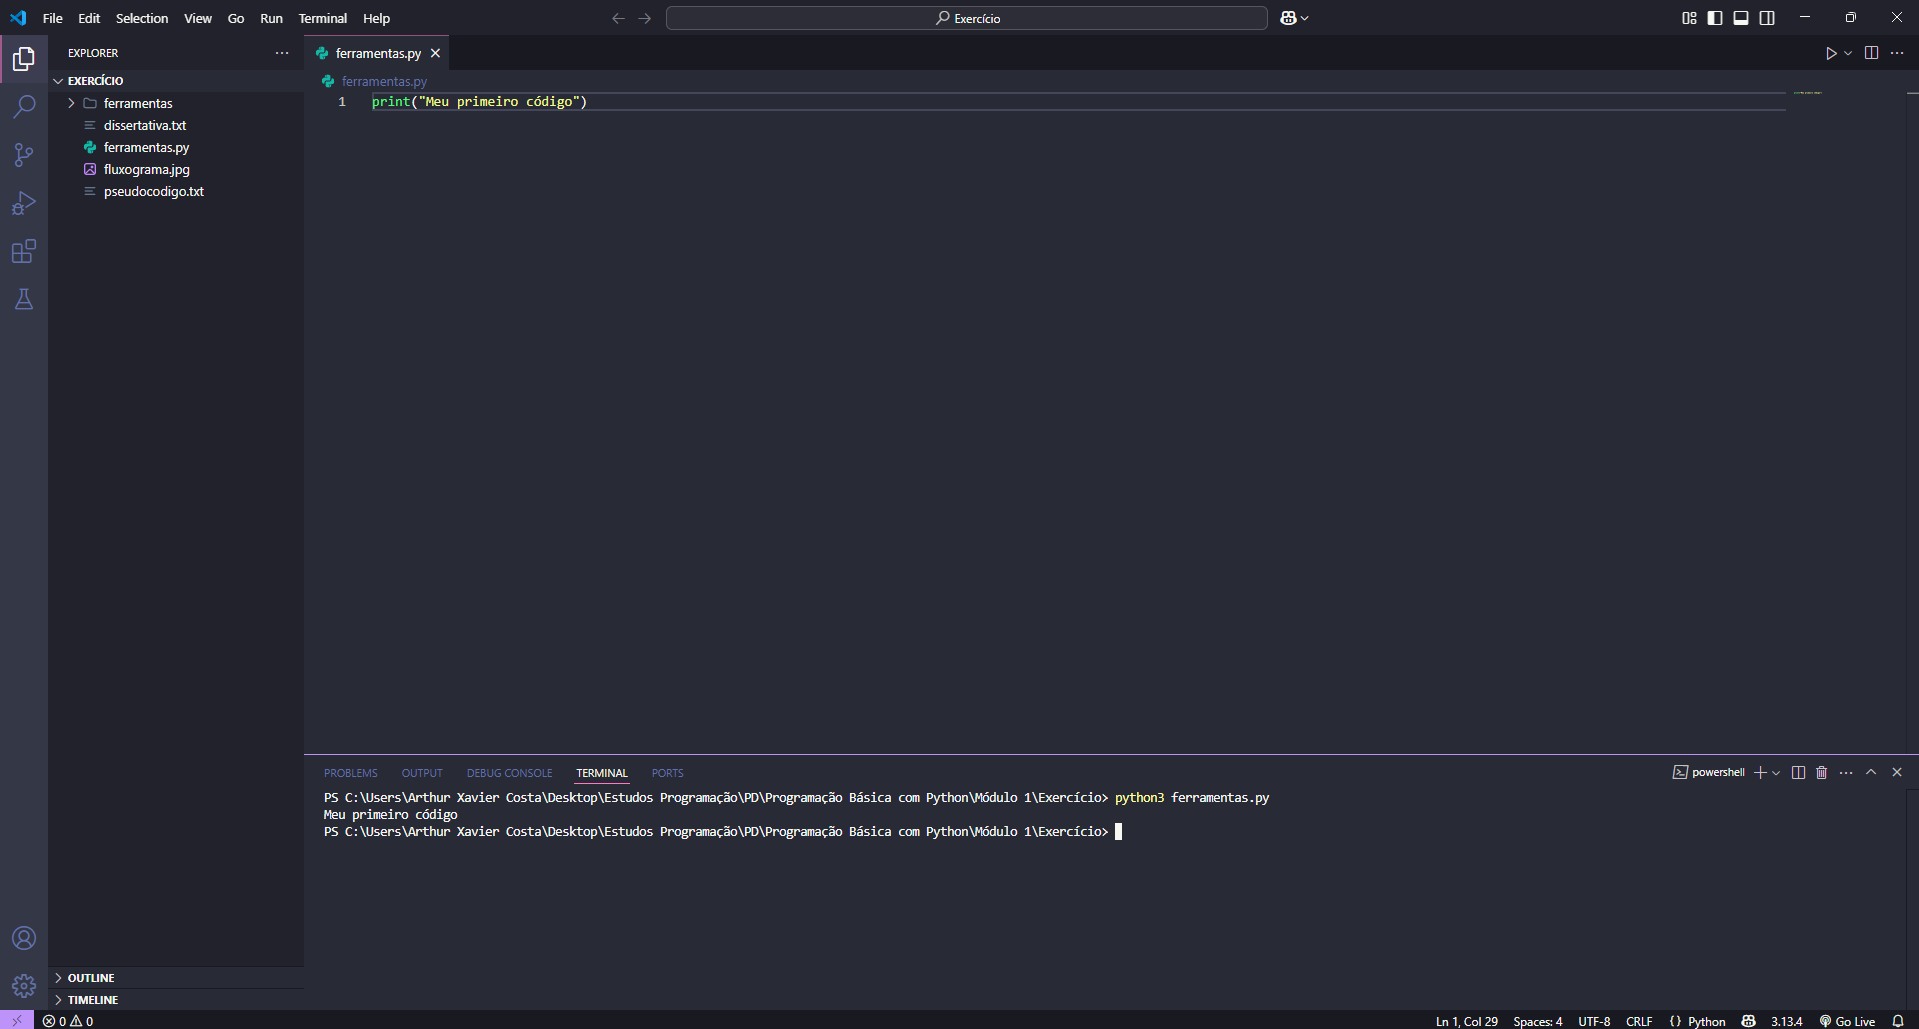 File Edit Selection View Go Run Terminal Help
Exercício
EXPLORER
EXERCÍCIO
ferramentas
dissertativa.txt
ferramentas.py
fluxograma.jpg
pseudocodigo.txt
OUTLINE
TIMELINE
ferramentas.py
ferramentas.py
1 print("Meu primeiro código")
PROBLEMS OUTPUT DEBUG CONSOLE TERMINAL PORTS
powershell
PS C:\Users\Arthur Xavier Costa\Desktop\Estudos Programação\PD\Programação Básica com Python\Módulo 1\Exercício> python3 ferramentas.py
Meu primeiro código
PS C:\Users\Arthur Xavier Costa\Desktop\Estudos Programação\PD\Programação Básica com Python\Módulo 1\Exercício>
0 0
Ln 1, Col 29 Spaces: 4 UTF-8 CRLF {} Python 3.13.4 Go Live